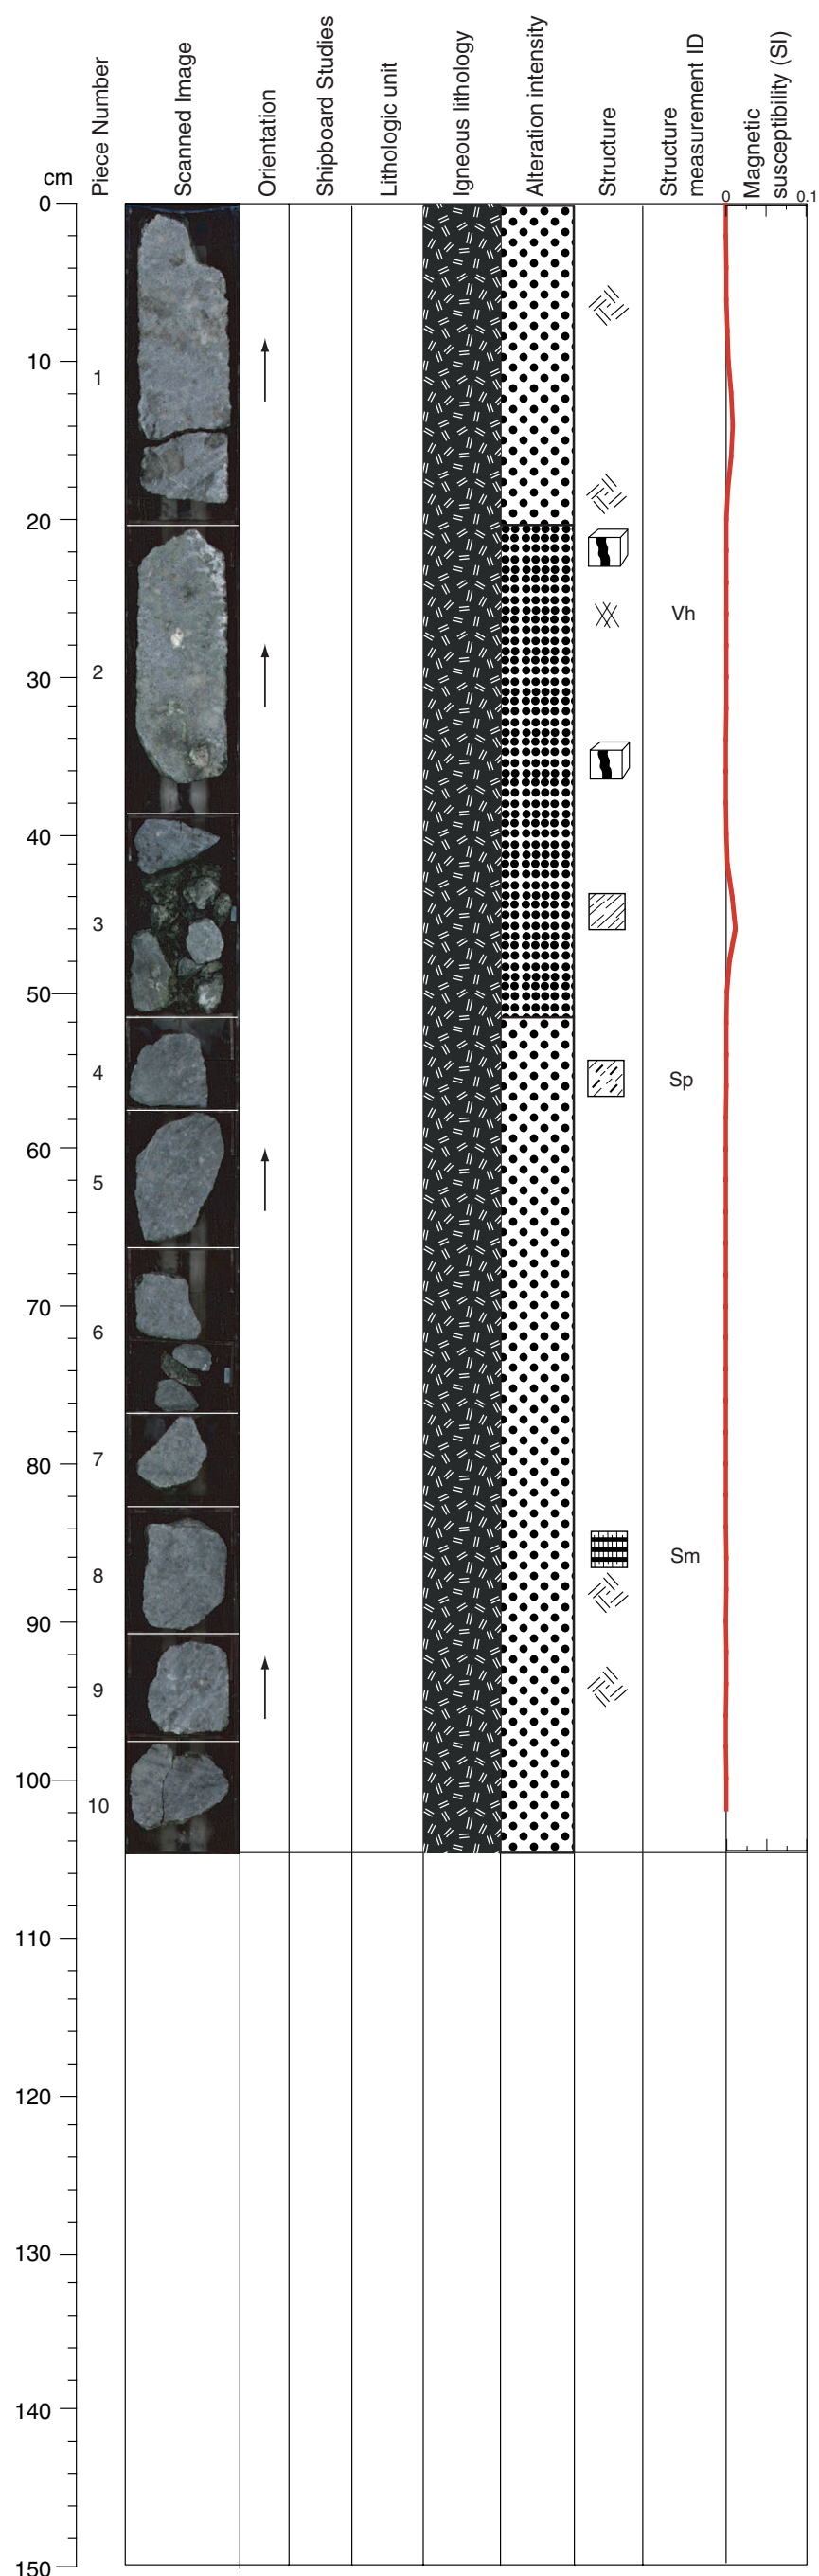 Piece Number
Scanned Image
Orientation
Shipboard Studies
Lithologic unit
Igneous lithology
Alteration intensity
Structure
Structure
measurement ID
Magnetic
susceptibility (SI)
cm
0 0.1
0
10
1
20
Vh
30
2
40
3
50
4
Sp
60
5
70
6
80
7
Sm
8
90
9
100
10
110
120
130
140
150